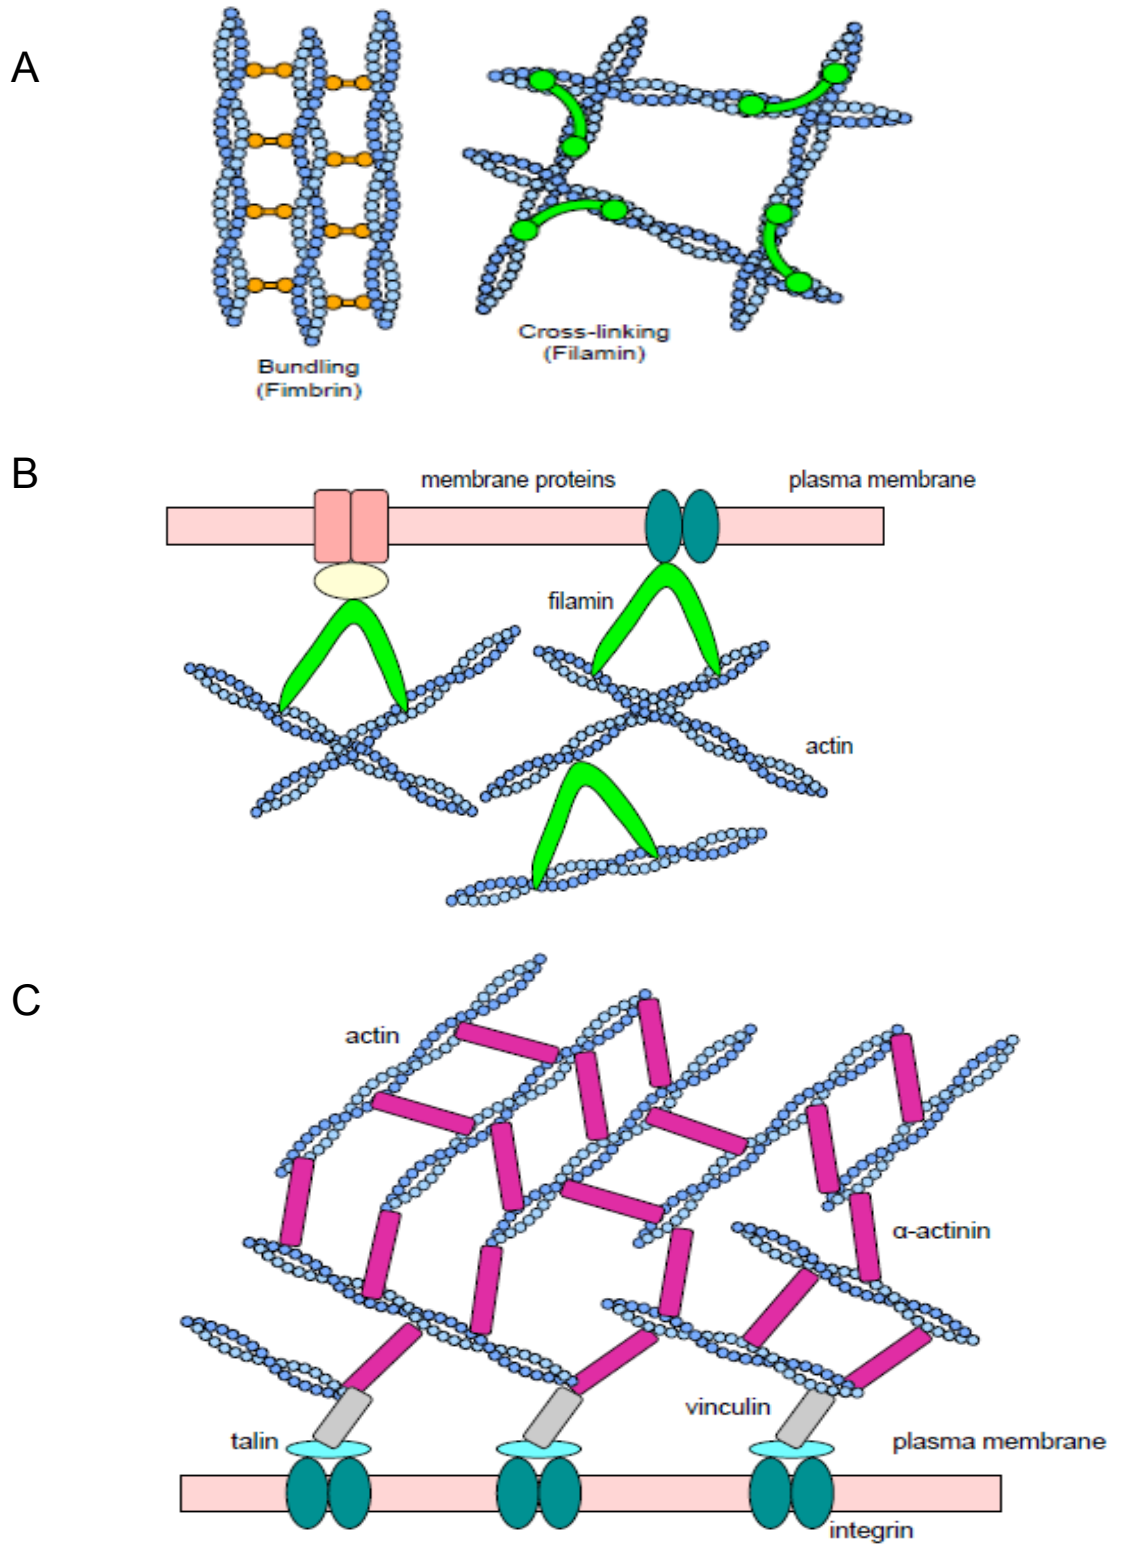 A
Bundling
(Fimbrin)
Cross-linking
(Filamin)
B
membrane proteins
plasma membrane
filamin
actin
C
actin
α-actinin
vinculin
talin
plasma membrane
integrin